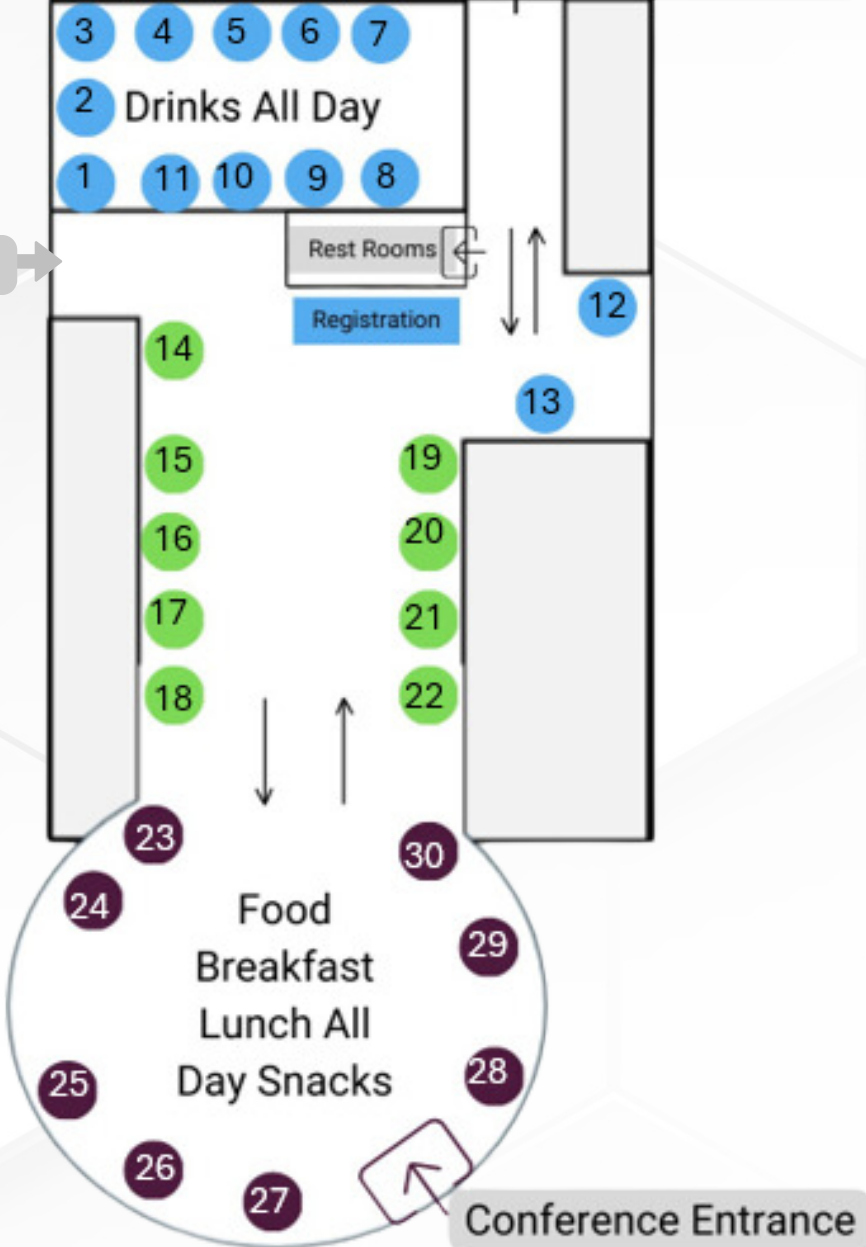 3 4 5 6 7
2 Drinks All Day
1 11 10 9 8
Rest Rooms
12
Registration
14
13
15 19
16 20
17 21
18 22
23 30
24
Food
29
Breakfast
Lunch All
28
Day Snacks
25
26
27
Conference Entrance